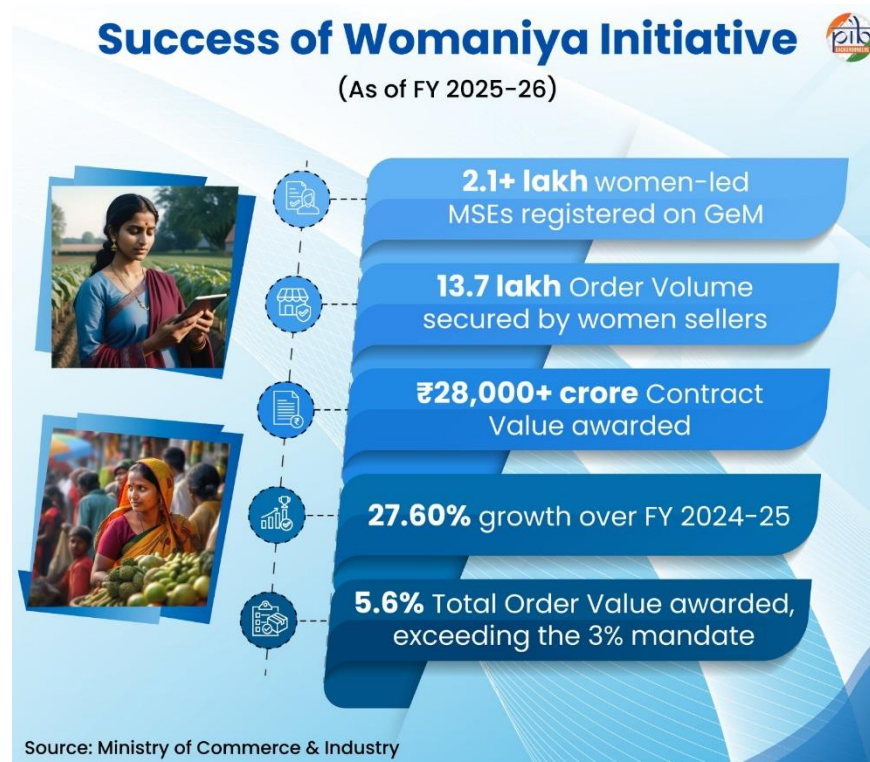 Success of Womaniya Initiative
pib
BACKGROUNDERS
(As of FY 2025-26)
2.1+ lakh women-led
MSEs registered on GeM
13.7 lakh Order Volume
secured by women sellers
₹28,000+ crore Contract
Value awarded
27.60% growth over FY 2024-25
5.6% Total Order Value awarded,
exceeding the 3% mandate
Source: Ministry of Commerce & Industry